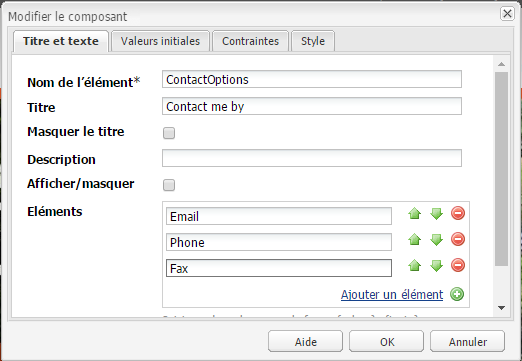 Modifier le composant
Titre et texte
Valeurs initiales
Contraintes
Style
Nom de l'élément*
ContactOptions
Titre
Contact me by
Masquer le titre
Description
Afficher/masquer
Eléments
Email
Phone
Fax
Ajouter un élément
Aide
OK
Annuler